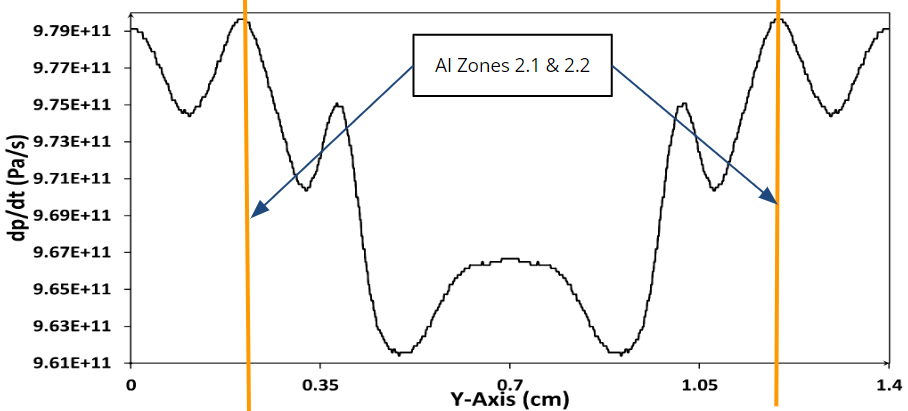 9.79E+11
9.77E+11
9.75E+11
9.73E+11
9.71E+11
9.69E+11
9.67E+11
9.65E+11
9.63E+11
9.61E+11
dp/dt (Pa/s)
AI Zones 2.1 & 2.2
0 0.35 0.7 1.05 1.4
Y-Axis (cm)